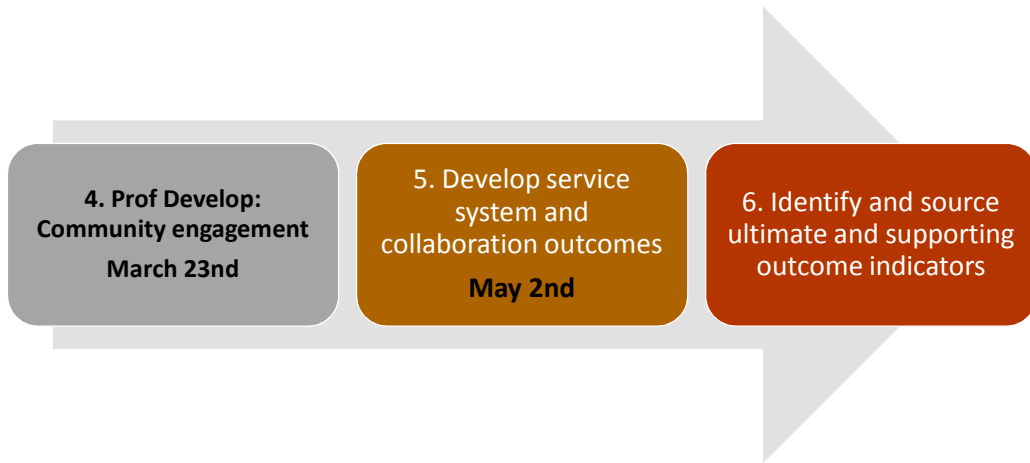 4. Prof Develop:
Community engagement
March 23nd
5. Develop service
system and
collaboration outcomes
May 2nd
6. Identify and source
ultimate and supporting
outcome indicators